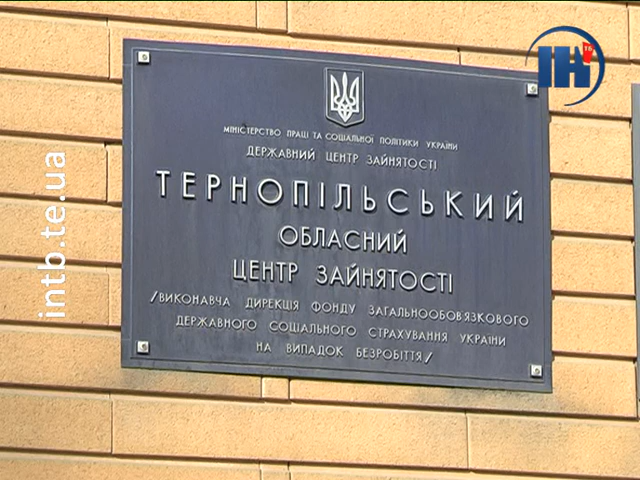 ІНТБ
intb.te.ua
МІНІСТЕРСТВО ПРАЦІ ТА СОЦІАЛЬНОЇ ПОЛІТИКИ УКРАЇНИ
ДЕРЖАВНИЙ ЦЕНТР ЗАЙНЯТОСТІ
ТЕРНОПІЛЬСЬКИЙ
ОБЛАСНИЙ
ЦЕНТР ЗАЙНЯТОСТІ
/ВИКОНАВЧА ДИРЕКЦІЯ ФОНДУ ЗАГАЛЬНООБОВ'ЯЗКОВОГО
ДЕРЖАВНОГО СОЦІАЛЬНОГО СТРАХУВАННЯ УКРАЇНИ
НА ВИПАДОК БЕЗРОБІТТЯ/